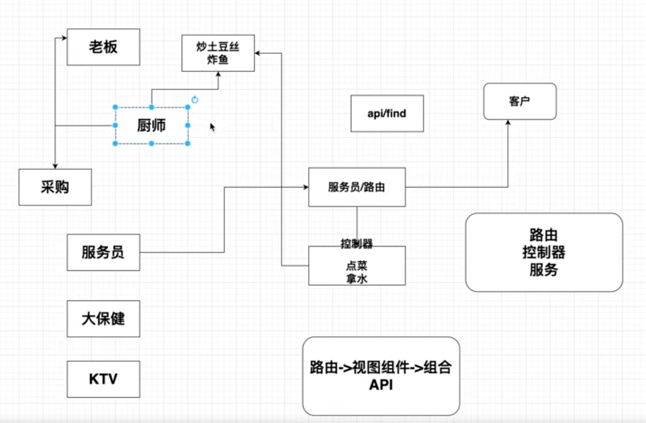 老板
炒土豆丝
炸鱼
厨师
api/find
客户
采购
服务员/路由
服务员
控制器
点菜
拿水
路由
控制器
服务
大保健
KTV
路由->视图组件->组合
API